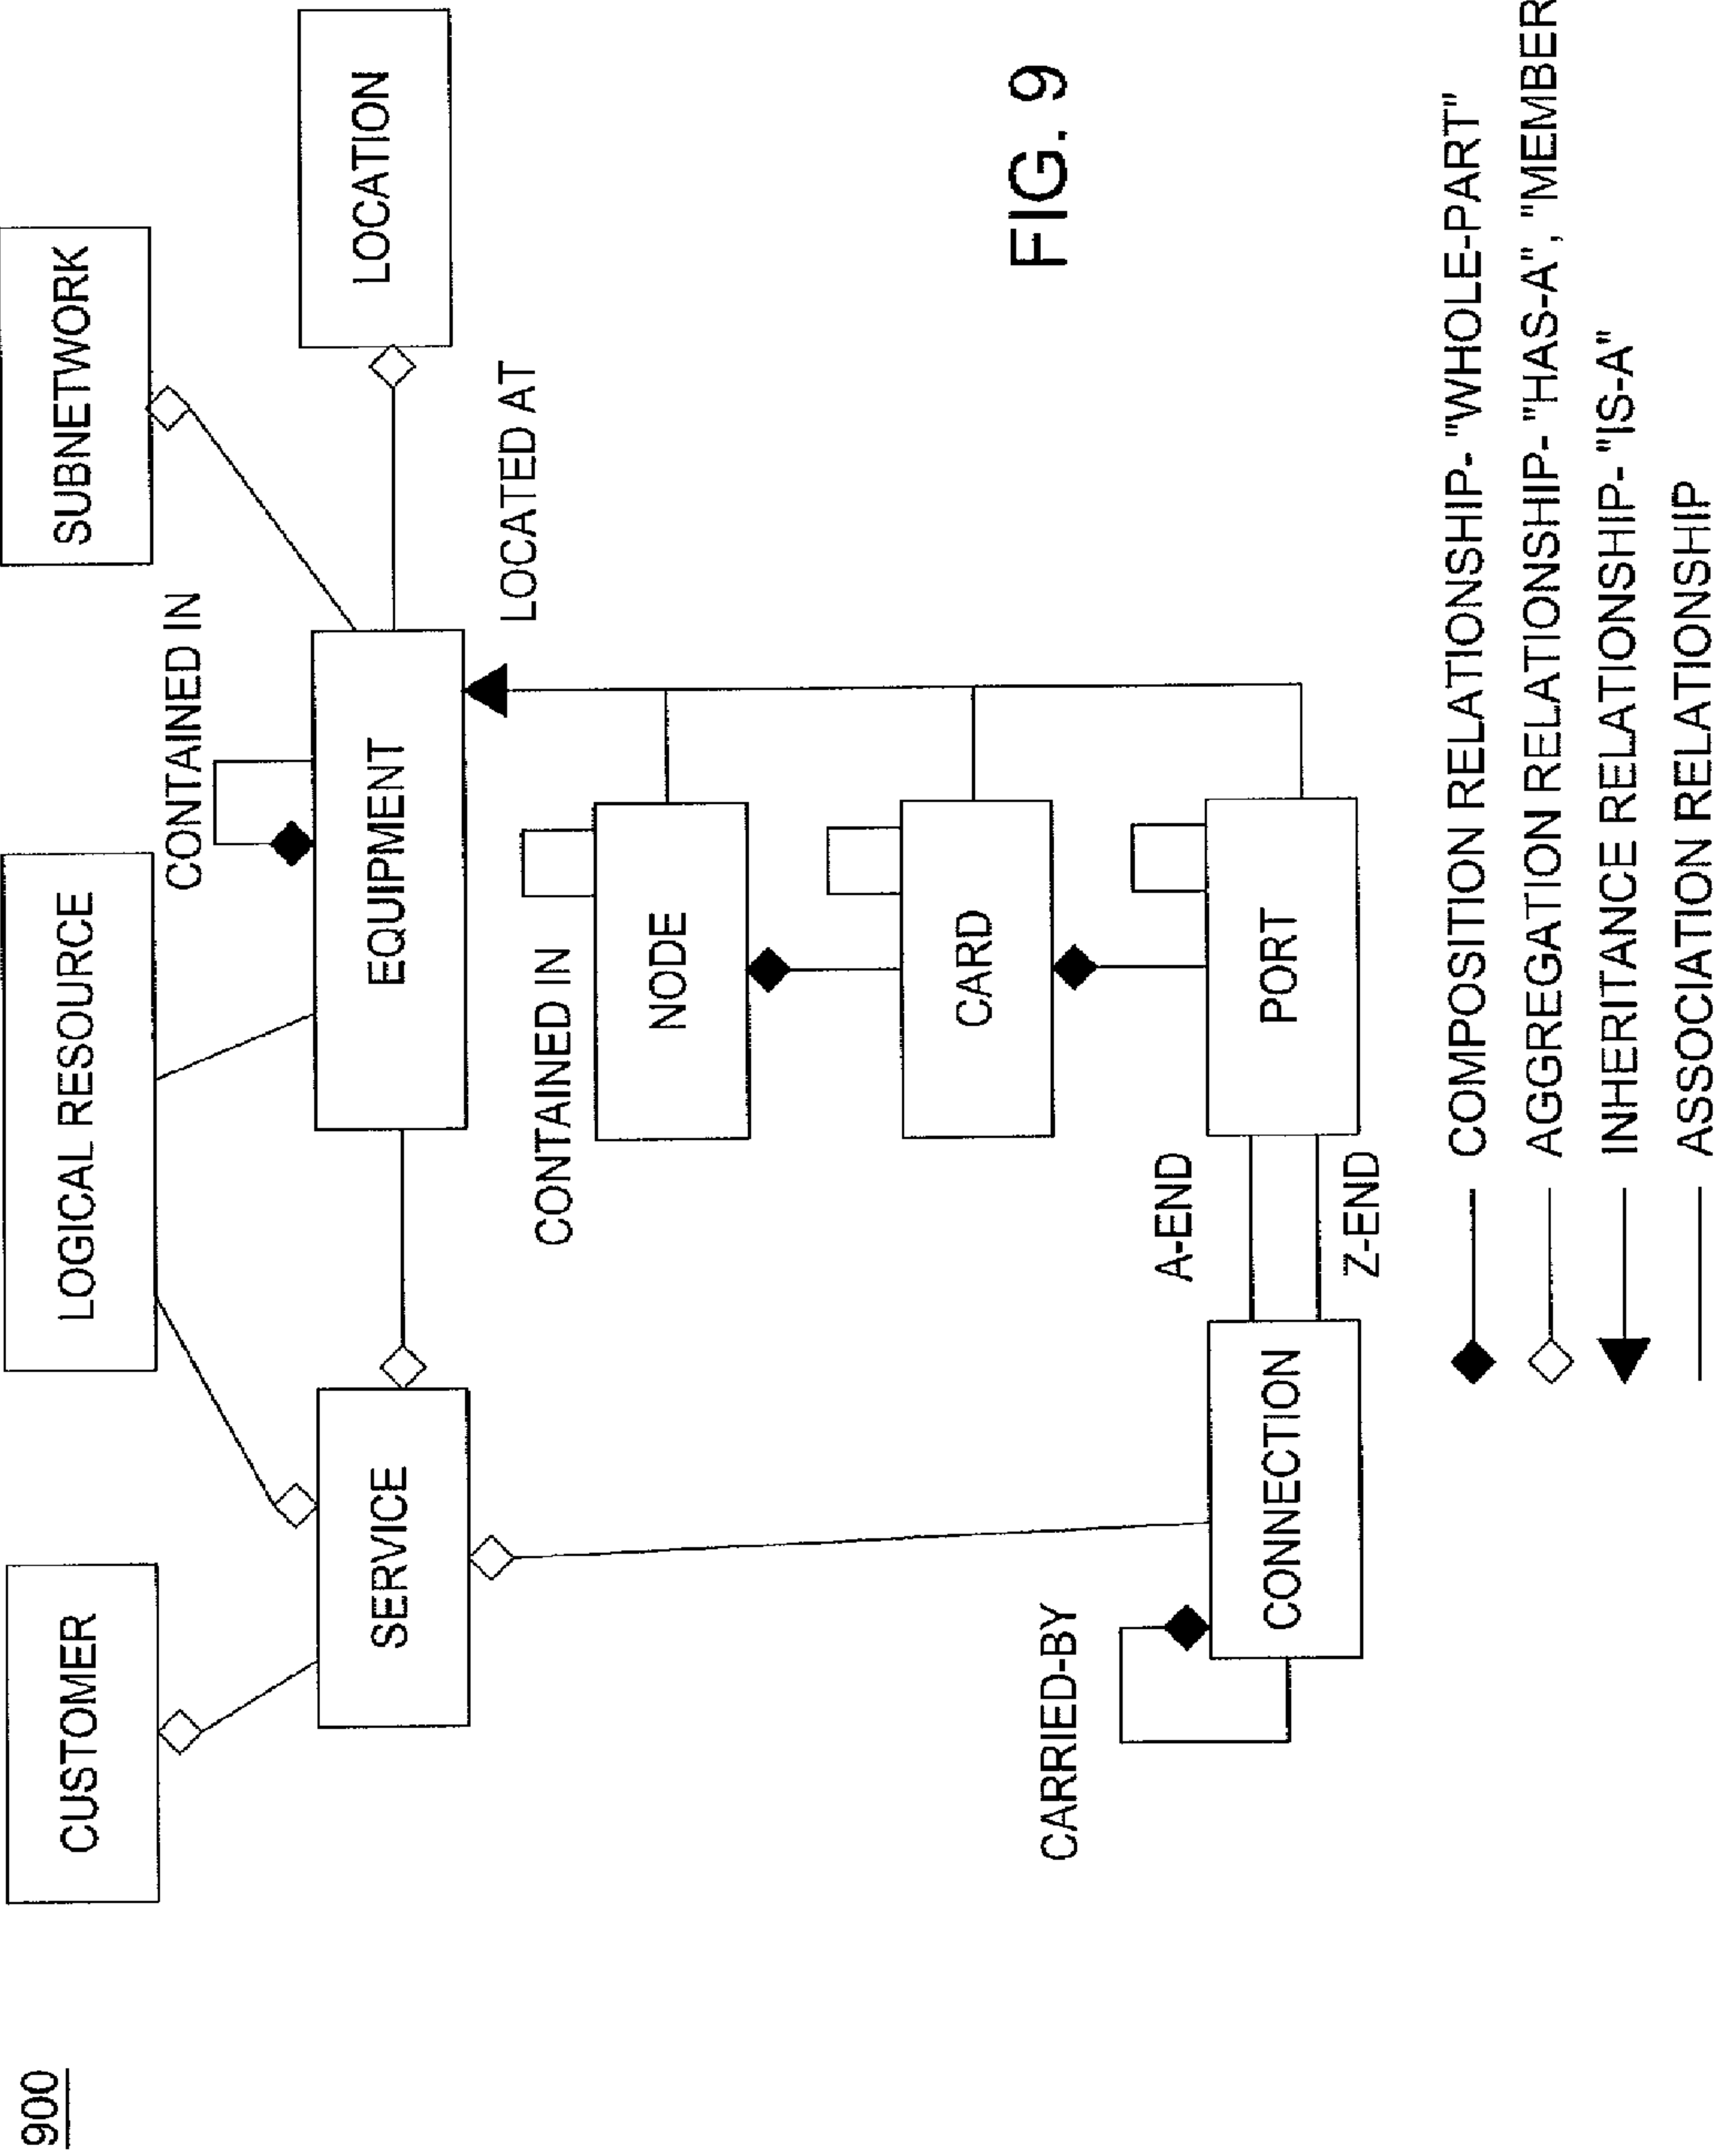 900
CUSTOMER
LOGICAL RESOURCE
SUBNETWORK
CONTAINED IN
SERVICE
EQUIPMENT
LOCATION
LOCATED AT
CONTAINED IN
NODE
CARD
CARRIED-BY
A-END
CONNECTION
PORT
Z-END
FIG. 9
COMPOSITION RELATIONSHIP- "WHOLE-PART"
AGGREGATION RELATIONSHIP- "HAS-A", "MEMBER
INHERITANCE RELATIONSHIP- "IS-A"
ASSOCIATION RELATIONSHIP